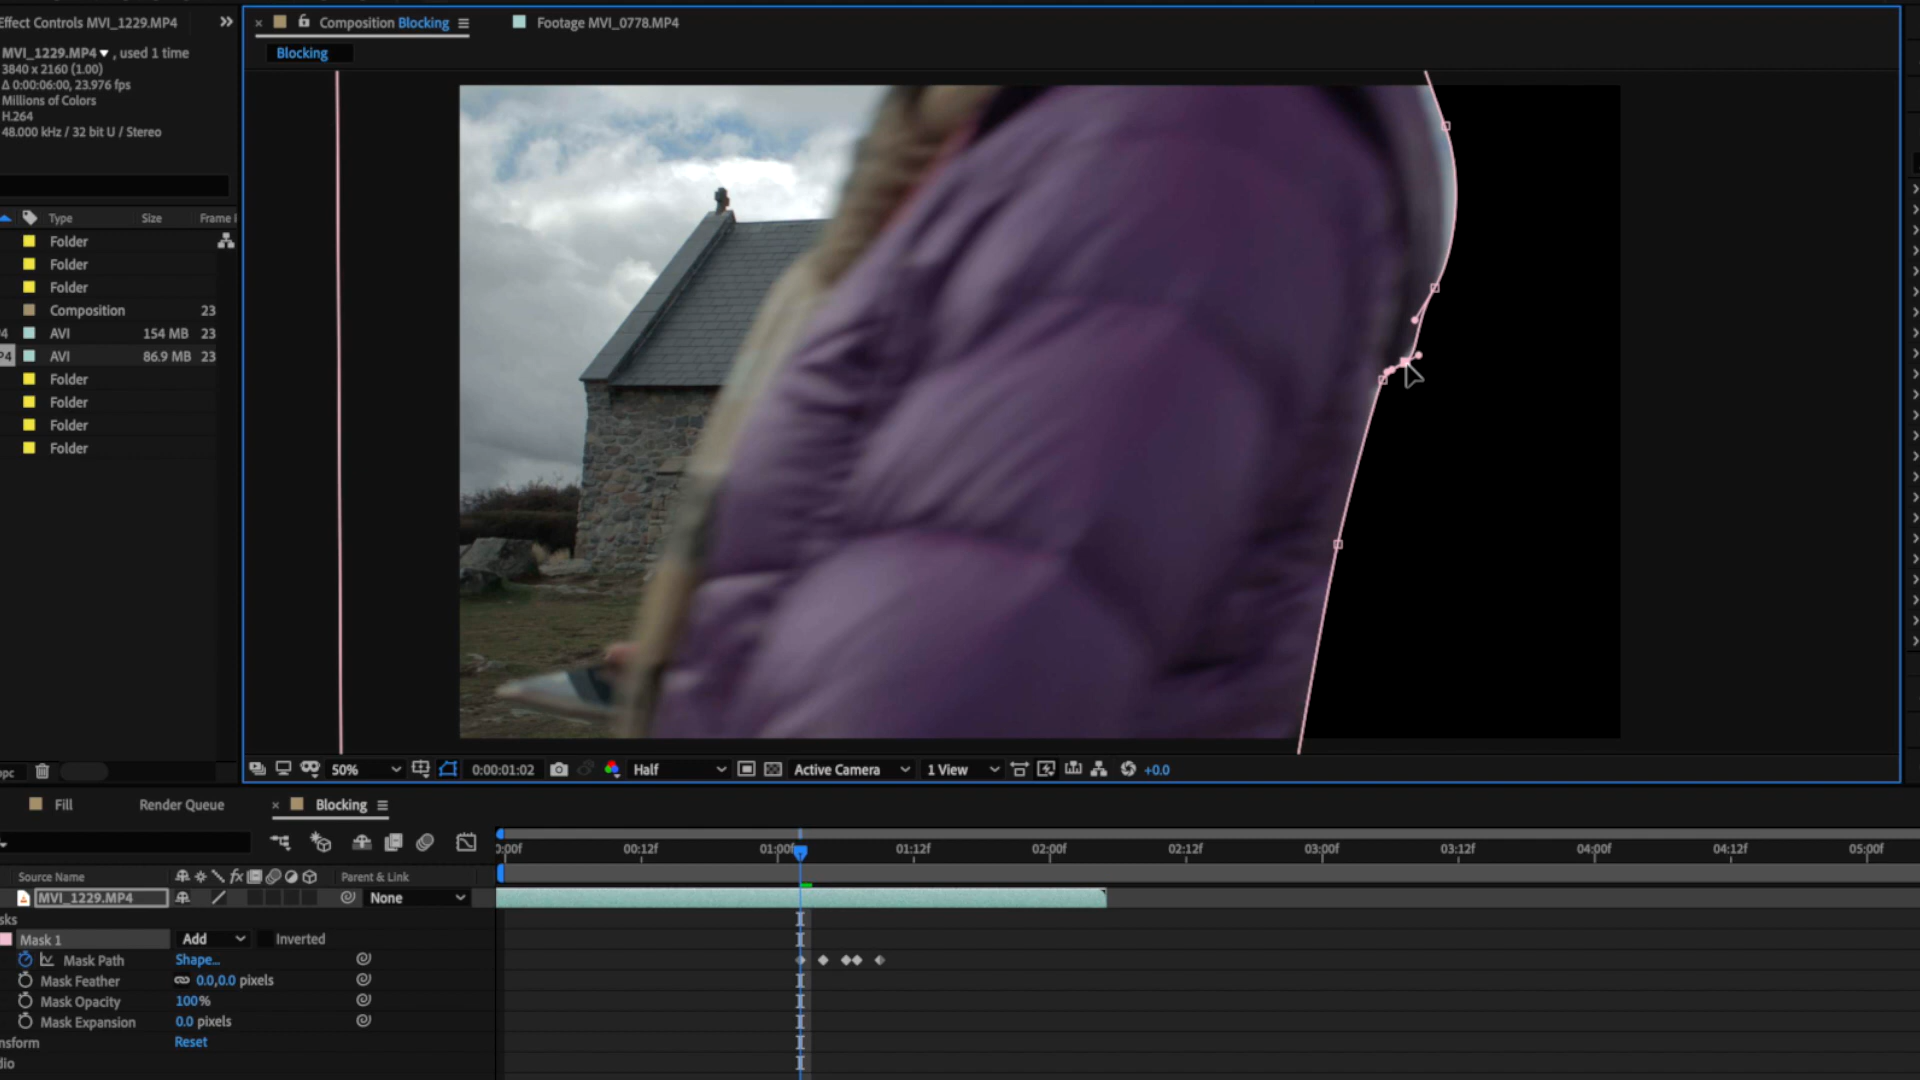 Effect Controls MVI_1229.MP4
MVI_1229.MP4 , used 1 time
3840 x 2160 (1.00)
Δ 0:00:06:00, 23.976 fps
Millions of Colors
H.264
48.000 kHz / 32 bit U / Stereo
Type Size Frame
Folder
Folder
Folder
Composition 23
AVI 154 MB 23
P4 AVI 86.9 MB 23
Folder
Folder
Folder
Folder
Composition Blocking
Footage MVI_0778.MP4
Blocking
50% 0:00:01:02 Half Active Camera 1 View +0.0
Fill Render Queue Blocking
00:12f 01:00f 01:12f 02:00f 02:12f 03:00f 03:12f 04:00f 04:12f 05:00f
Source Name fx Parent & Link
MVI_1229.MP4 None
Mask 1 Add Inverted
Mask Path Shape...
Mask Feather 0.0,0.0 pixels
Mask Opacity 100%
Mask Expansion 0.0 pixels
nsform Reset
dio